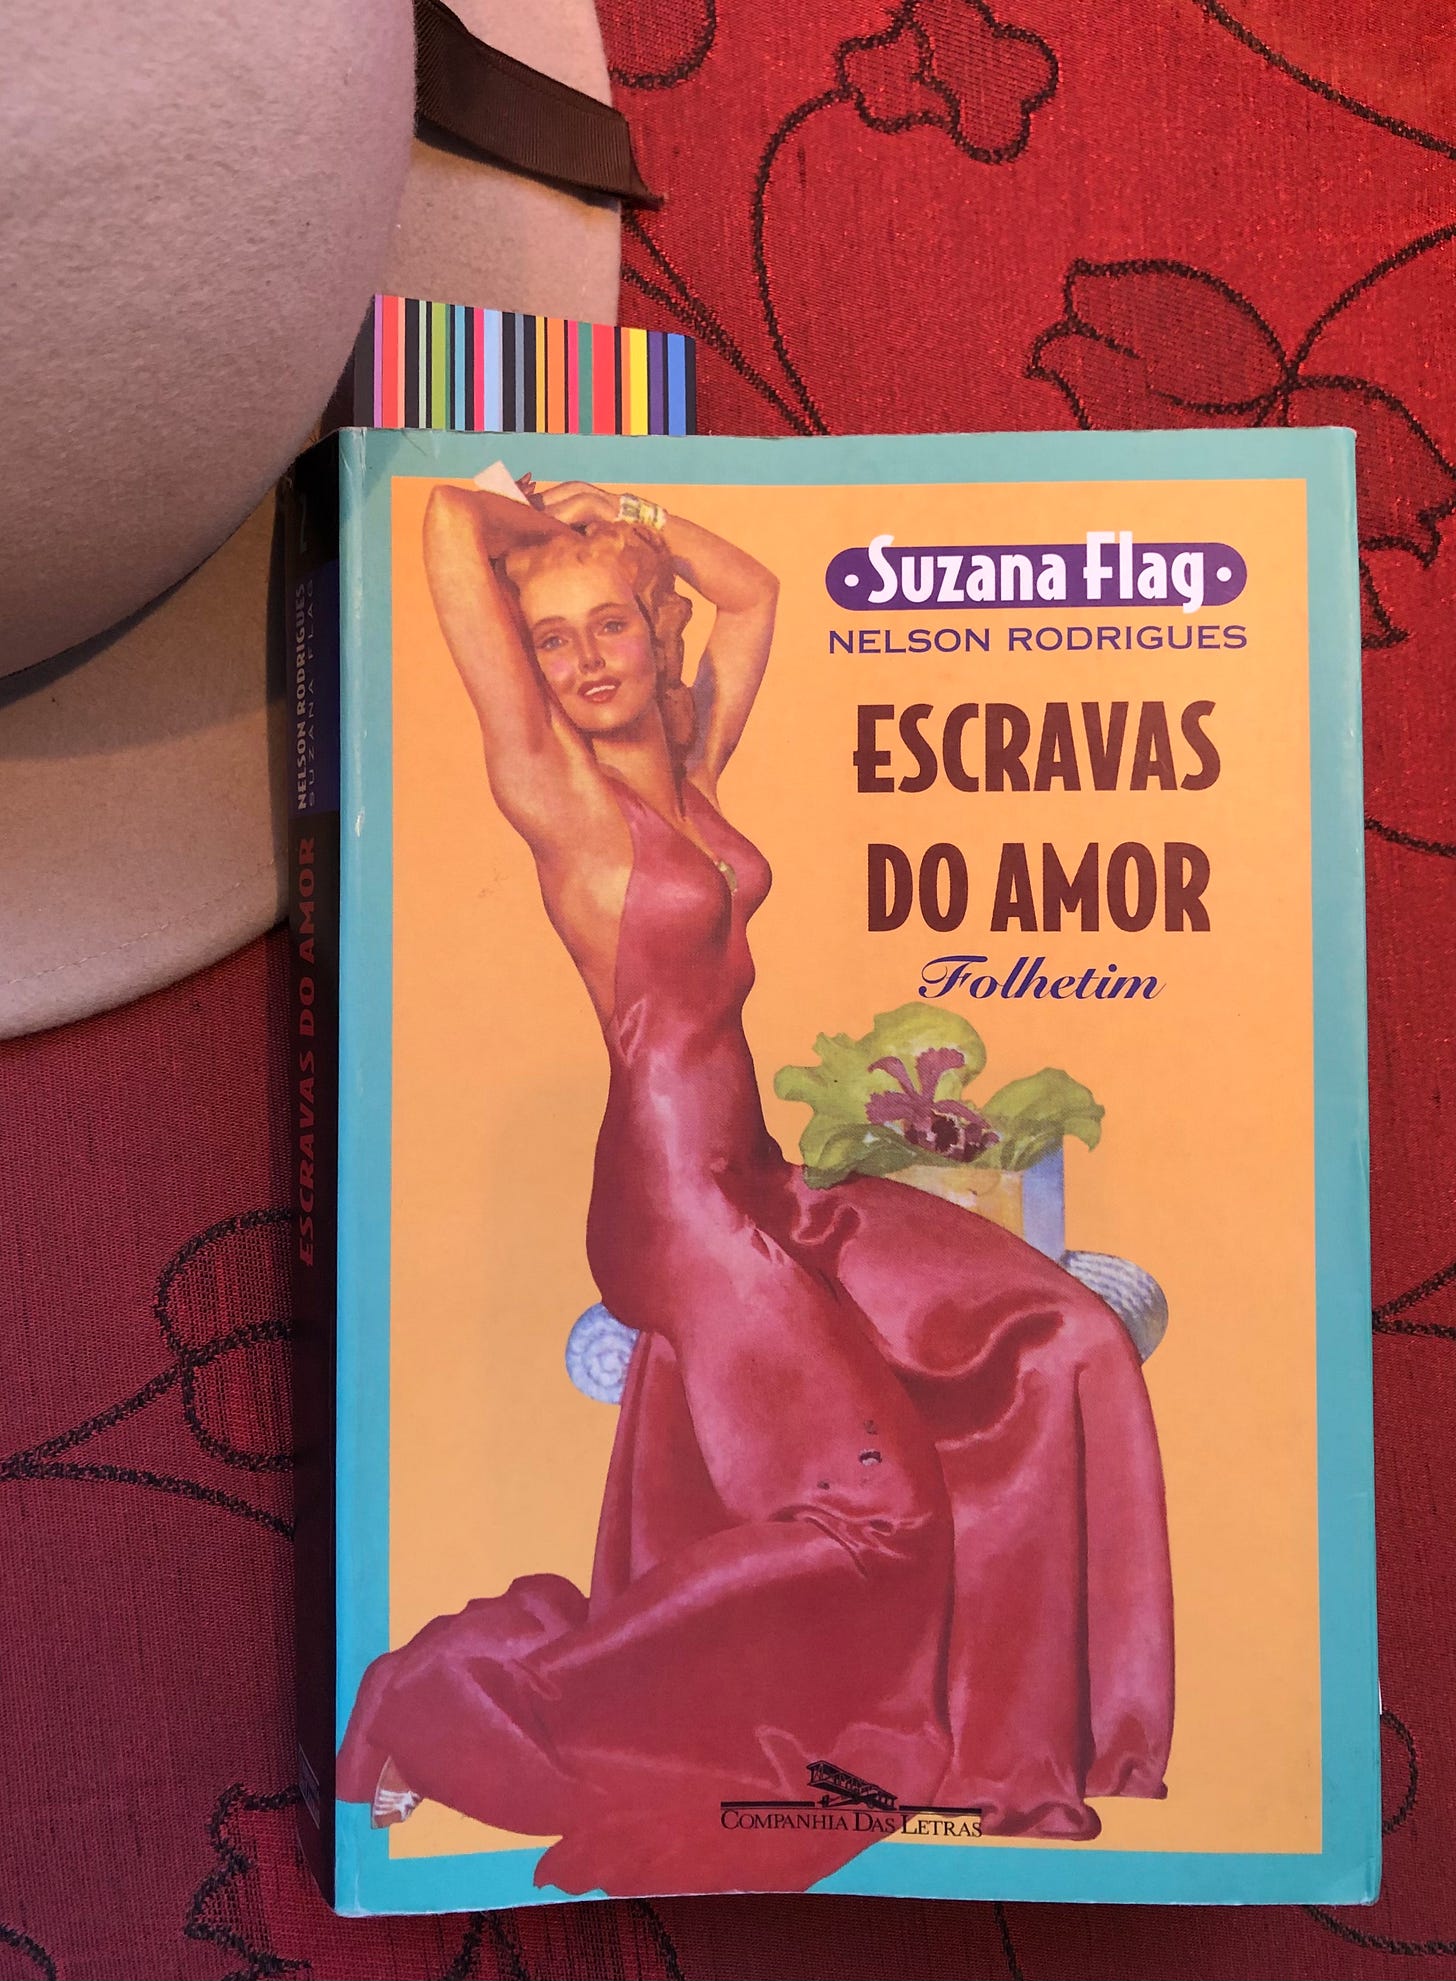 ·Suzana Flag·
NELSON RODRIGUES
ESCRAVAS
DO AMOR
Folhetim
COMPANHIA DAS LETRAS
NELSON RODRIGUES
SUZANA FLAG
ESCRAVAS DO AMOR